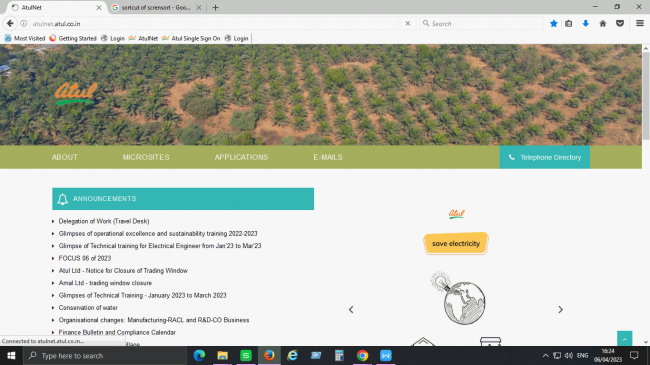 AtulNet
sortcut of scrensort - Goo...
atulnet.atul.co.in
Search
Most Visited
Getting Started
Login
AtulNet
Atul Single Sign On
Login
Atul
ABOUT
MICROSITES
APPLICATIONS
E-MAILS
Telephone Directory
ANNOUNCEMENTS
Delegation of Work (Travel Desk)
Glimpses of operational excellence and sustainability training 2022-2023
Glimpse of Technical training for Electrical Engineer from Jan'23 to Mar'23
FOCUS 06 of 2023
Atul Ltd - Notice for Closure of Trading Window
Amal Ltd - trading window closure
Glimpses of Technical Training - January 2023 to March 2023
Conservation of water
Organisational changes: Manufacturing-RACL and R&D-CO Business
Finance Bulletin and Compliance Calendar
Atul
save electricity
Connected to atulnet.atul.co.in...
Type here to search
ENG
16:24
06/04/2023